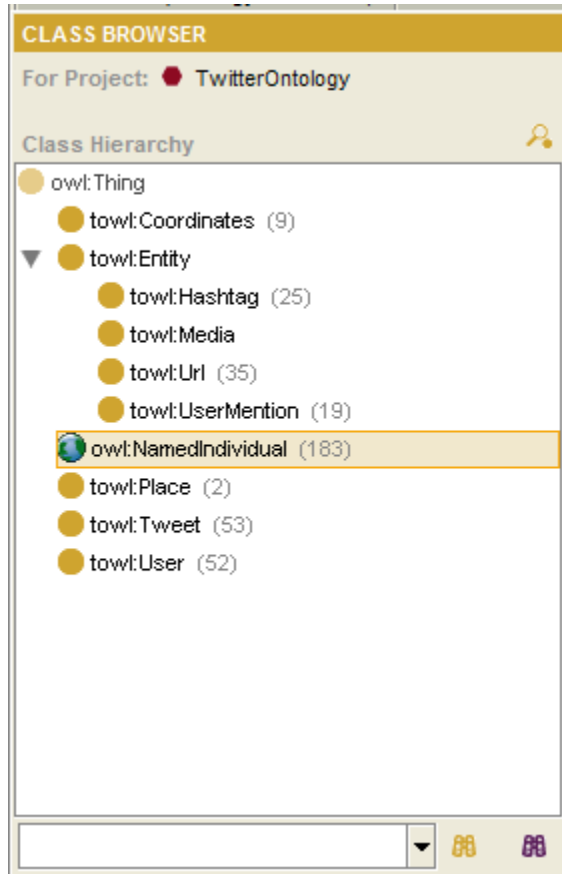 CLASS BROWSER
For Project: TwitterOntology
Class Hierarchy
owl:Thing
towl:Coordinates (9)
towl:Entity
towl:Hashtag (25)
towl:Media
towl:Url (35)
towl:UserMention (19)
owl:NamedIndividual (183)
towl:Place (2)
towl:Tweet (53)
towl:User (52)